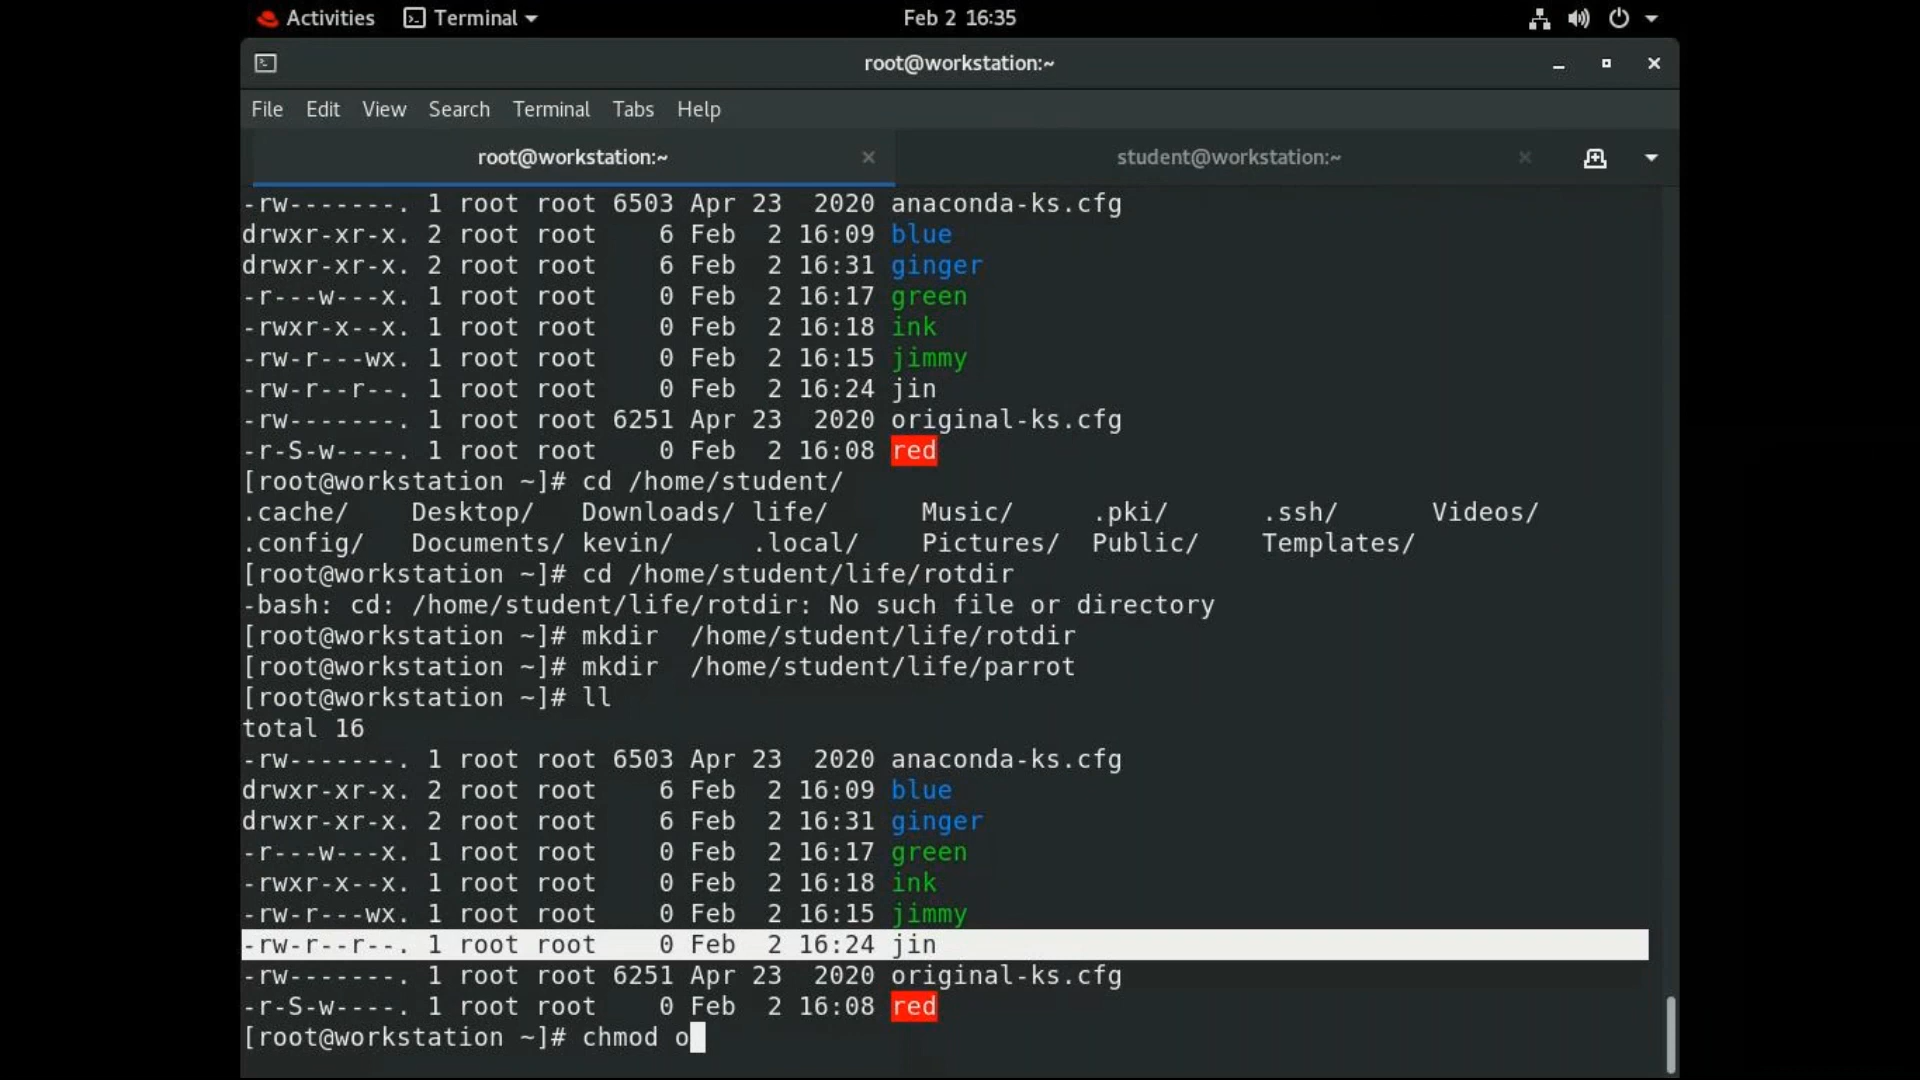 Activities Terminal Feb 2 16:35
root@workstation:~
File Edit View Search Terminal Tabs Help
root@workstation:~ student@workstation:~
-rw-------. 1 root root 6503 Apr 23  2020 anaconda-ks.cfg
drwxr-xr-x. 2 root root    6 Feb  2 16:09 blue
drwxr-xr-x. 2 root root    6 Feb  2 16:31 ginger
-r---w---x. 1 root root    0 Feb  2 16:17 green
-rwxr-x--x. 1 root root    0 Feb  2 16:18 ink
-rw-r---wx. 1 root root    0 Feb  2 16:15 jimmy
-rw-r--r--. 1 root root    0 Feb  2 16:24 jin
-rw-------. 1 root root 6251 Apr 23  2020 original-ks.cfg
-r-S-w----. 1 root root    0 Feb  2 16:08 red
[root@workstation ~]# cd /home/student/
.cache/    Desktop/   Downloads/ life/      Music/     .pki/      .ssh/      Videos/
.config/   Documents/ kevin/     .local/    Pictures/  Public/    Templates/
[root@workstation ~]# cd /home/student/life/rotdir
-bash: cd: /home/student/life/rotdir: No such file or directory
[root@workstation ~]# mkdir  /home/student/life/rotdir
[root@workstation ~]# mkdir  /home/student/life/parrot
[root@workstation ~]# ll
total 16
-rw-------. 1 root root 6503 Apr 23  2020 anaconda-ks.cfg
drwxr-xr-x. 2 root root    6 Feb  2 16:09 blue
drwxr-xr-x. 2 root root    6 Feb  2 16:31 ginger
-r---w---x. 1 root root    0 Feb  2 16:17 green
-rwxr-x--x. 1 root root    0 Feb  2 16:18 ink
-rw-r---wx. 1 root root    0 Feb  2 16:15 jimmy
-rw-r--r--. 1 root root    0 Feb  2 16:24 jin
-rw-------. 1 root root 6251 Apr 23  2020 original-ks.cfg
-r-S-w----. 1 root root    0 Feb  2 16:08 red
[root@workstation ~]# chmod o